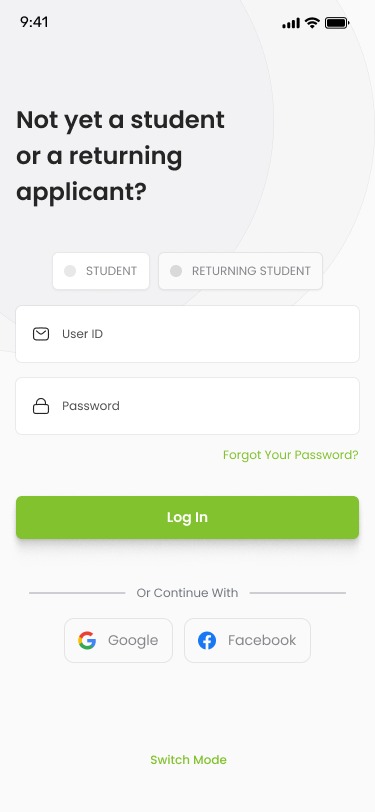 9:41
Not yet a student
or a returning
applicant?
STUDENT
RETURNING STUDENT
User ID
Password
Forgot Your Password?
Log In
Or Continue With
Google
Facebook
Switch Mode